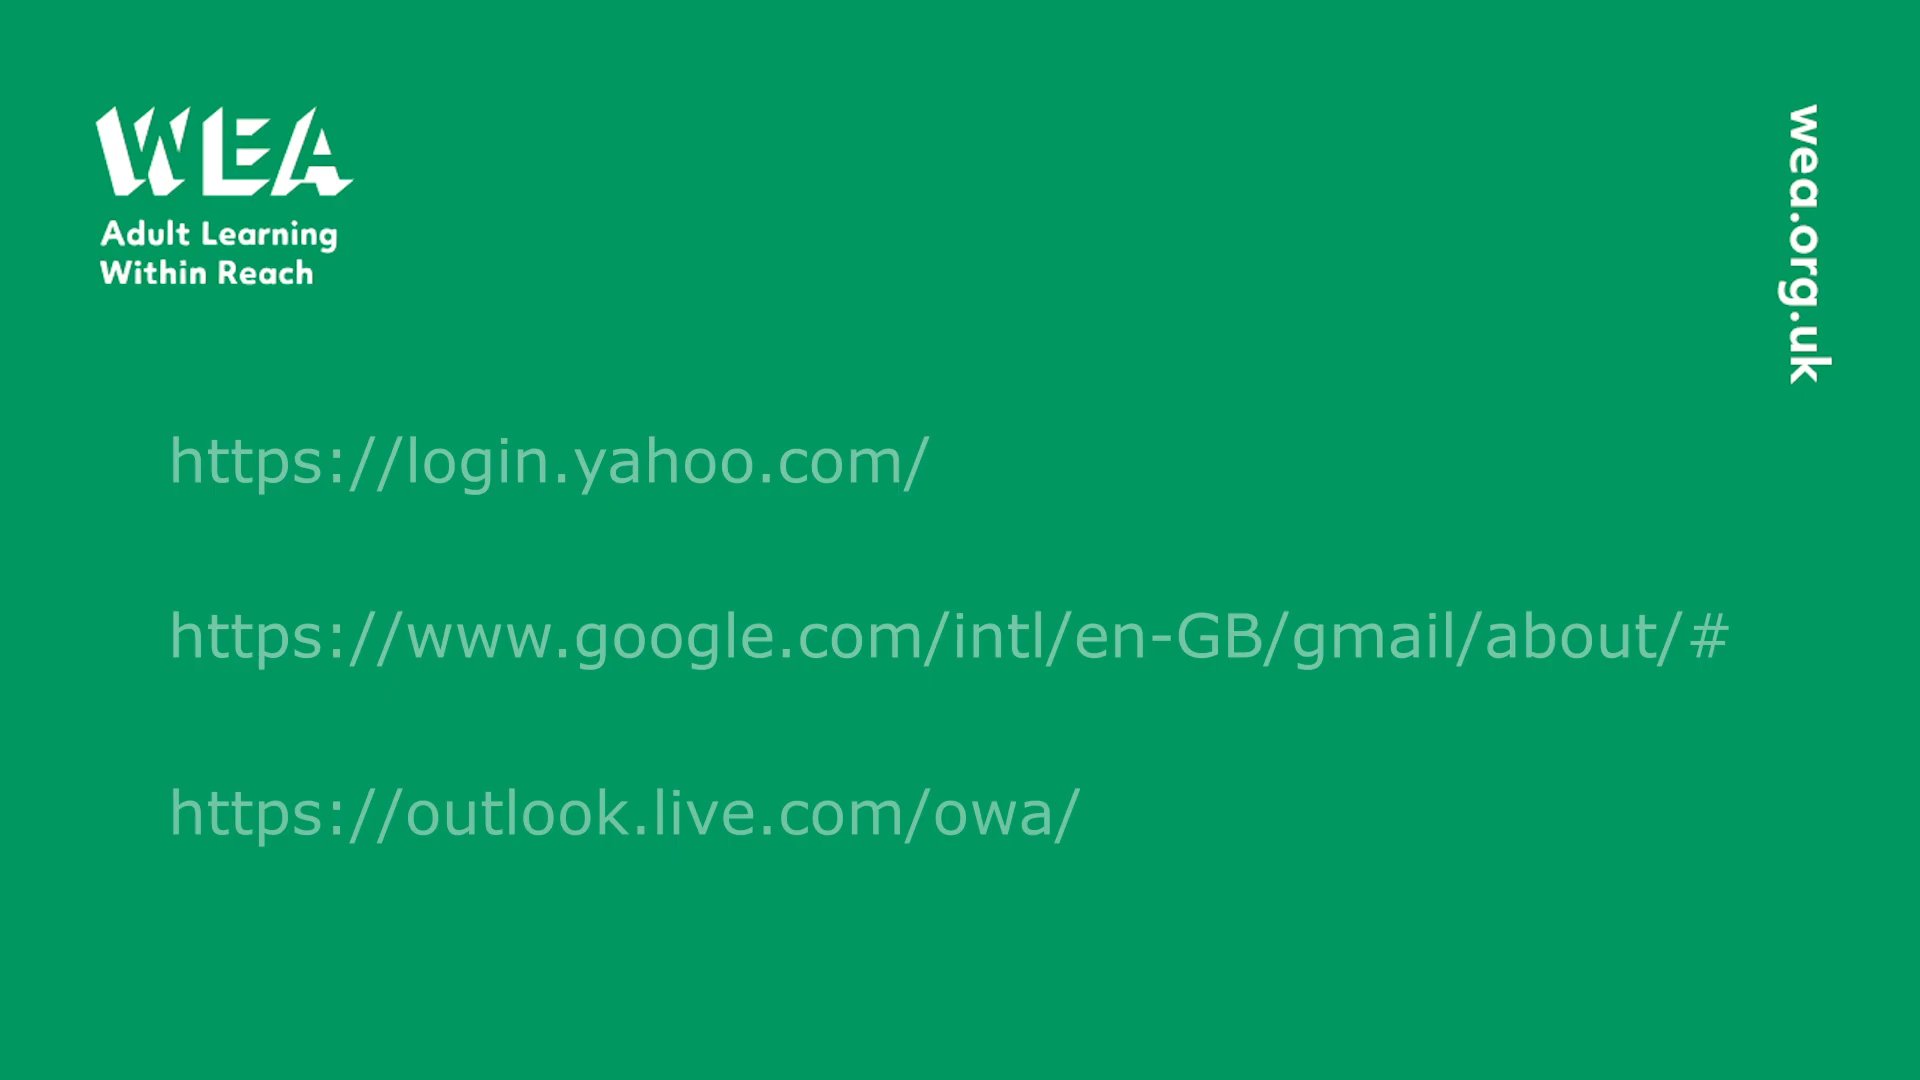 WEA
Adult Learning
Within Reach
wea.org.uk
https://login.yahoo.com/
https://www.google.com/intl/en-GB/gmail/about/#
https://outlook.live.com/owa/